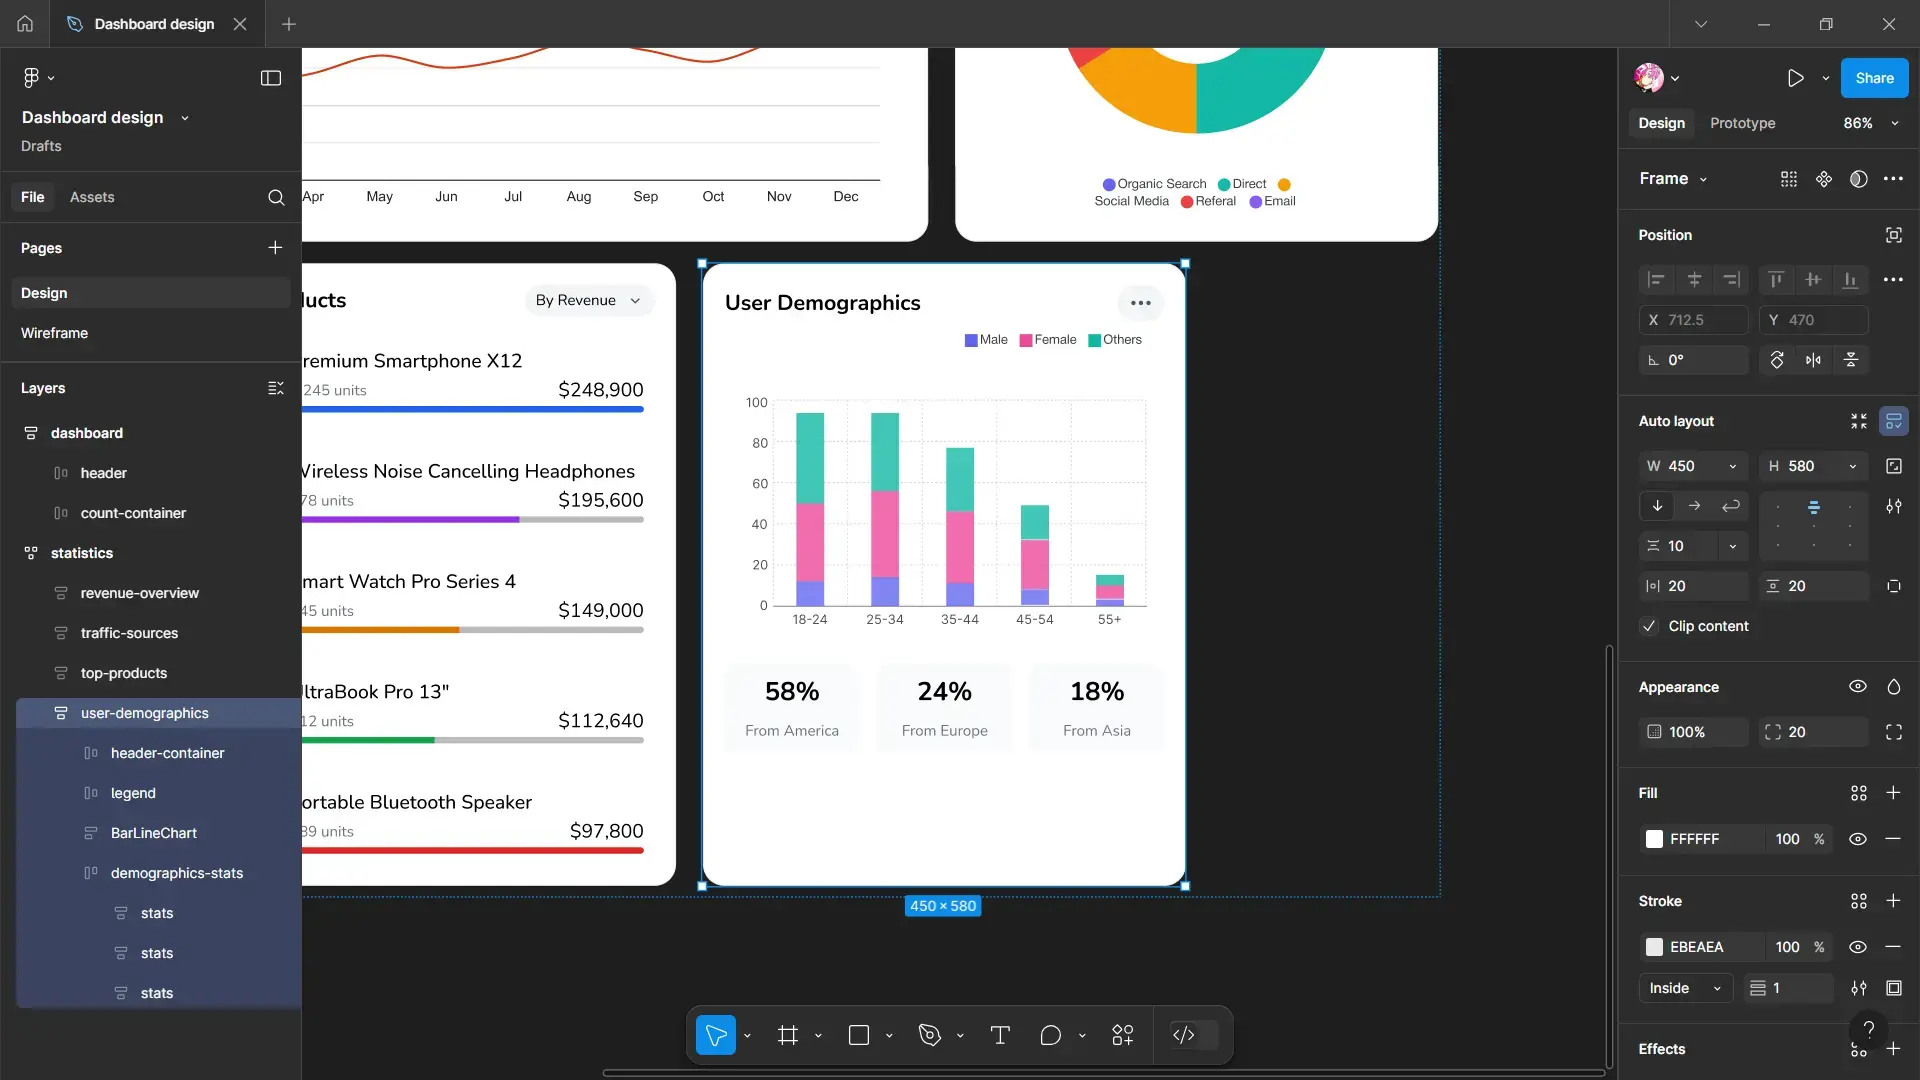 Dashboard design
Dashboard design
Drafts
File Assets
Pages
Design
Wireframe
Layers
dashboard
header
count-container
statistics
revenue-overview
traffic-sources
top-products
user-demographics
header-container
legend
BarLineChart
demographics-stats
stats
stats
stats
Apr May Jun Jul Aug Sep Oct Nov Dec
Organic Search Direct
Social Media Referal Email
ducts
By Revenue
remium Smartphone X12
245 units $248,900
Wireless Noise Cancelling Headphones
78 units $195,600
mart Watch Pro Series 4
45 units $149,000
UltraBook Pro 13"
12 units $112,640
ortable Bluetooth Speaker
89 units $97,800
User Demographics
Male Female Others
100
80
60
40
20
0
18-24 25-34 35-44 45-54 55+
58% 24% 18%
From America From Europe From Asia
450 × 580
Share
Design Prototype 86%
Frame
Position
X 712.5 Y 470
0°
Auto layout
W 450 H 580
10
20 20
Clip content
Appearance
100% 20
Fill
FFFFFF 100 %
Stroke
EBEAEA 100 %
Inside 1
?
Effects